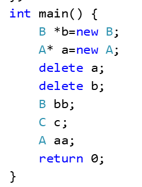 int main() {
B *b=new B;
A* a=new A;
delete a;
delete b;
B bb;
C c;
A aa;
return 0;
}